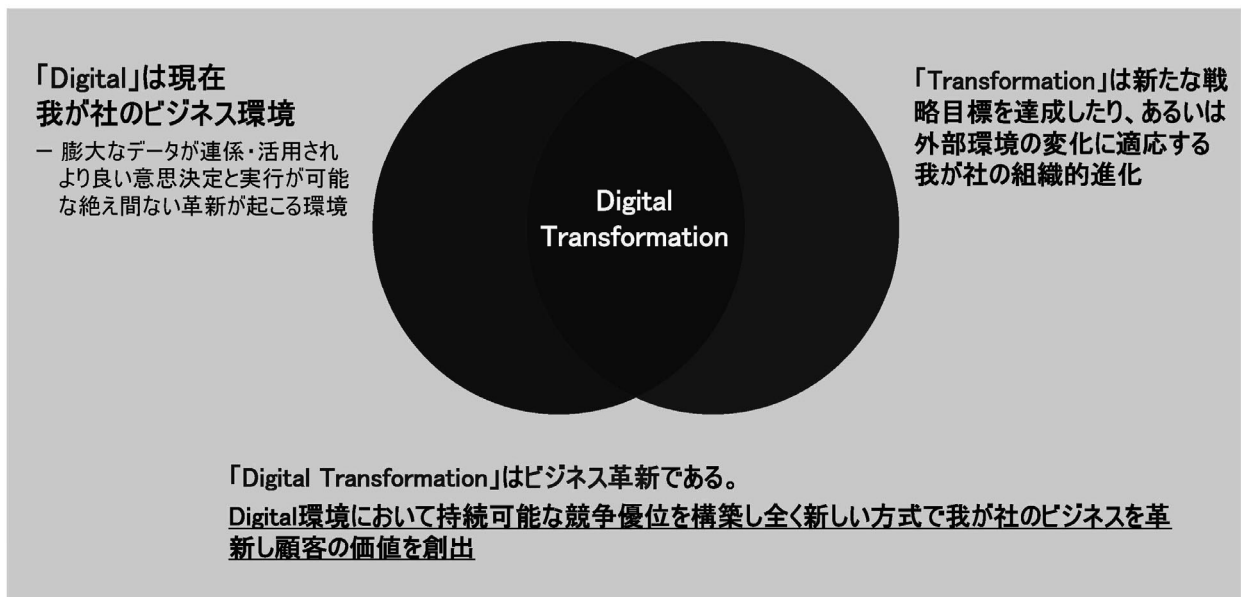 「Digital」は現在
我が社のビジネス環境
− 膨大なデータが連係・活用され
より良い意思決定と実行が可能
な絶え間ない革新が起こる環境
Digital
Transformation
「Transformation」は新たな戦
略目標を達成したり、あるいは
外部環境の変化に適応する
我が社の組織的進化
「Digital Transformation」はビジネス革新である。
Digital環境において持続可能な競争優位を構築し全く新しい方式で我が社のビジネスを革
新し顧客の価値を創出